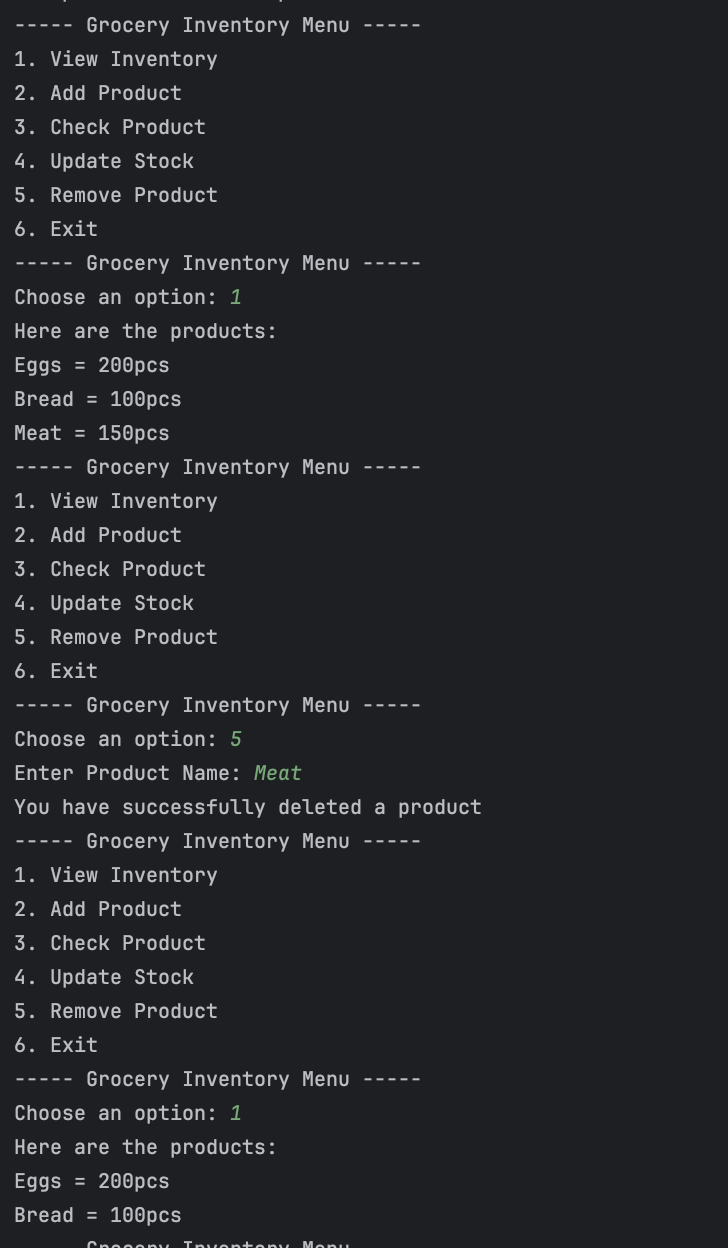 ----- Grocery Inventory Menu -----
1. View Inventory
2. Add Product
3. Check Product
4. Update Stock
5. Remove Product
6. Exit
----- Grocery Inventory Menu -----
Choose an option: 1
Here are the products:
Eggs = 200pcs
Bread = 100pcs
Meat = 150pcs
----- Grocery Inventory Menu -----
1. View Inventory
2. Add Product
3. Check Product
4. Update Stock
5. Remove Product
6. Exit
----- Grocery Inventory Menu -----
Choose an option: 5
Enter Product Name: Meat
You have successfully deleted a product
----- Grocery Inventory Menu -----
1. View Inventory
2. Add Product
3. Check Product
4. Update Stock
5. Remove Product
6. Exit
----- Grocery Inventory Menu -----
Choose an option: 1
Here are the products:
Eggs = 200pcs
Bread = 100pcs
Grocery Inventory Menu